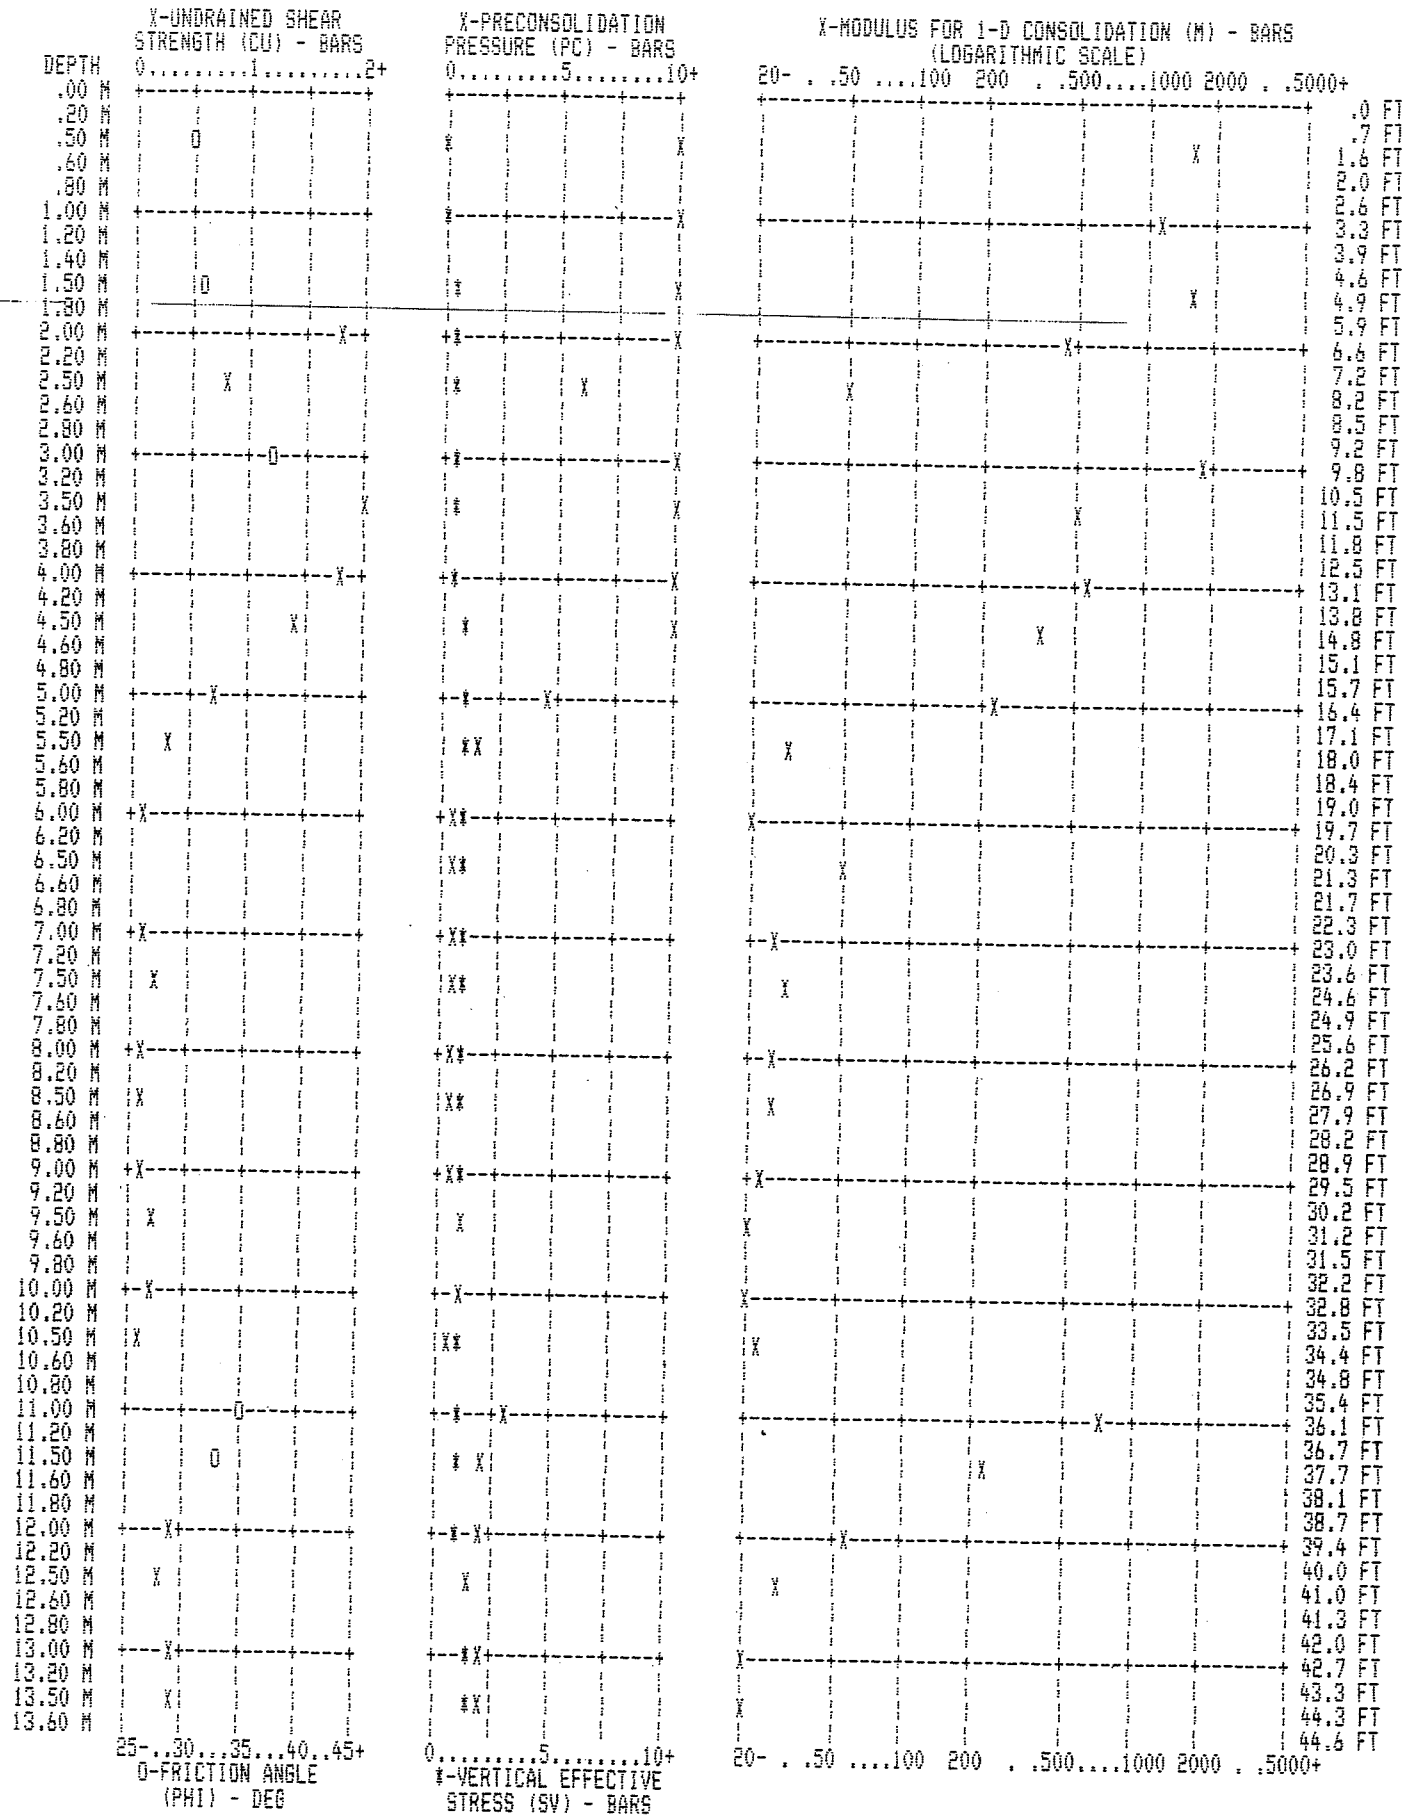 X-UNDRAINED SHEAR
STRENGTH (CU) - BARS
X-PRECONSOLIDATION
PRESSURE (PC) - BARS
X-MODULUS FOR 1-D CONSOLIDATION (M) - BARS
(LOGARITHMIC SCALE)
DEPTH 0.........1.........2+ 0..........5........10+ 20- . .50 ....100 200 . .500....1000 2000 . .5000+
.00 M .0 FT
.20 M .7 FT
.50 M O * X X 1.6 FT
.60 M 2.0 FT
.80 M 2.6 FT
1.00 M * X X 3.3 FT
1.20 M 3.9 FT
1.40 M 4.6 FT
1.50 M O * X X 4.9 FT
1.80 M 5.9 FT
2.00 M X * X X 6.6 FT
2.20 M 7.2 FT
2.50 M X * X X 8.2 FT
2.60 M 8.5 FT
2.80 M 9.2 FT
3.00 M O * X X 9.8 FT
3.20 M 10.5 FT
3.50 M X * X X 11.5 FT
3.60 M 11.8 FT
3.80 M 12.5 FT
4.00 M X * X X 13.1 FT
4.20 M 13.8 FT
4.50 M X * X X 14.8 FT
4.60 M 15.1 FT
4.80 M 15.7 FT
5.00 M X * X X 16.4 FT
5.20 M 17.1 FT
5.50 M X *X X 18.0 FT
5.60 M 18.4 FT
5.80 M 19.0 FT
6.00 M X X* X 19.7 FT
6.20 M 20.3 FT
6.50 M X* X 21.3 FT
6.60 M 21.7 FT
6.80 M 22.3 FT
7.00 M X X* X 23.0 FT
7.20 M 23.6 FT
7.50 M X X* X 24.6 FT
7.60 M 24.9 FT
7.80 M 25.6 FT
8.00 M X X* X 26.2 FT
8.20 M 26.9 FT
8.50 M X X* X 27.9 FT
8.60 M 28.2 FT
8.80 M 28.9 FT
9.00 M X X* X 29.5 FT
9.20 M 30.2 FT
9.50 M X X X 31.2 FT
9.60 M 31.5 FT
9.80 M 32.2 FT
10.00 M X X X 32.8 FT
10.20 M 33.5 FT
10.50 M X X* X 34.4 FT
10.60 M 34.8 FT
10.80 M 35.4 FT
11.00 M O * X X 36.1 FT
11.20 M 36.7 FT
11.50 M O * X X 37.7 FT
11.60 M 38.1 FT
11.80 M 38.7 FT
12.00 M X * X X 39.4 FT
12.20 M 40.0 FT
12.50 M X X X 41.0 FT
12.60 M 41.3 FT
12.80 M 42.0 FT
13.00 M X *X X 42.7 FT
13.20 M 43.3 FT
13.50 M X *X X 44.3 FT
13.60 M 44.6 FT
25-..30...35...40..45+ 0..........5........10+ 20- . .50 ....100 200 . .500....1000 2000 . .5000+
O-FRICTION ANGLE
(PHI) - DEG
*-VERTICAL EFFECTIVE
STRESS (SV) - BARS